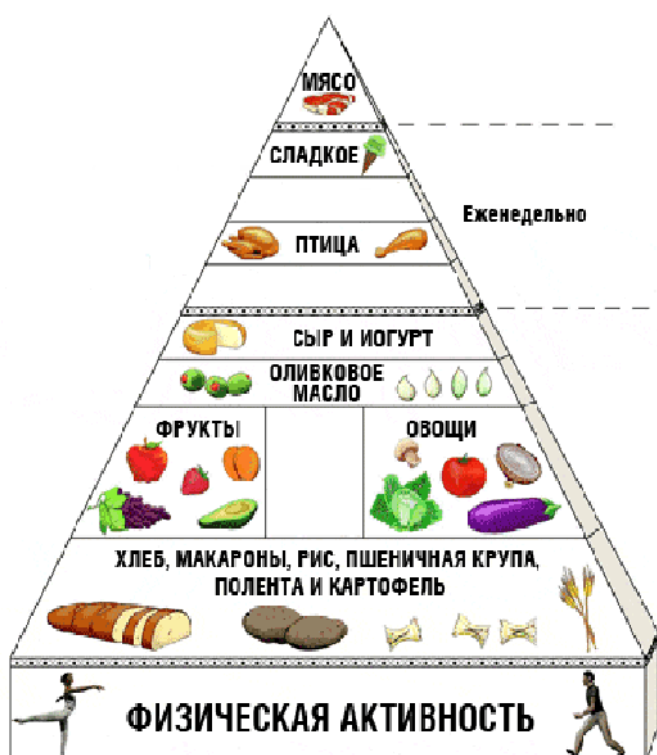 МЯСО
СЛАДКОЕ
Еженедельно
ПТИЦА
СЫР И ИОГУРТ
ОЛИВКОВОЕ
МАСЛО
ФРУКТЫ
ОВОЩИ
ХЛЕБ, МАКАРОНЫ, РИС, ПШЕНИЧНАЯ КРУПА,
ПОЛЕНТА И КАРТОФЕЛЬ
ФИЗИЧЕСКАЯ АКТИВНОСТЬ